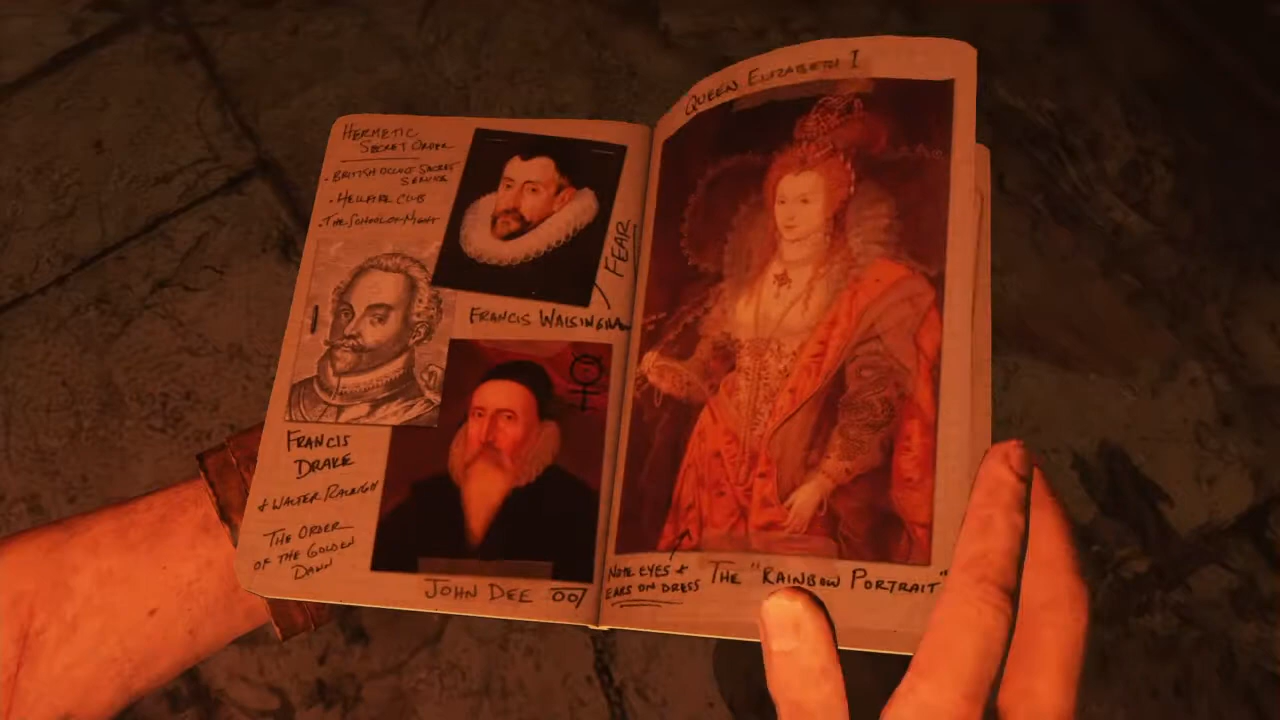 HERMETIC
SECRET ORDER
- BRITISH OCCULT SECRET
SERVICE
- HELLFIRE CLUB
- THE SCHOOL OF NIGHT
FEAR
FRANCIS WALSINGHAM
FRANCIS
DRAKE
& WALTER RALEIGH
THE ORDER
OF THE GOLDEN
DAWN
JOHN DEE 007
QUEEN ELIZABETH I
NOTE EYES &
EARS ON DRESS
THE "RAINBOW PORTRAIT"